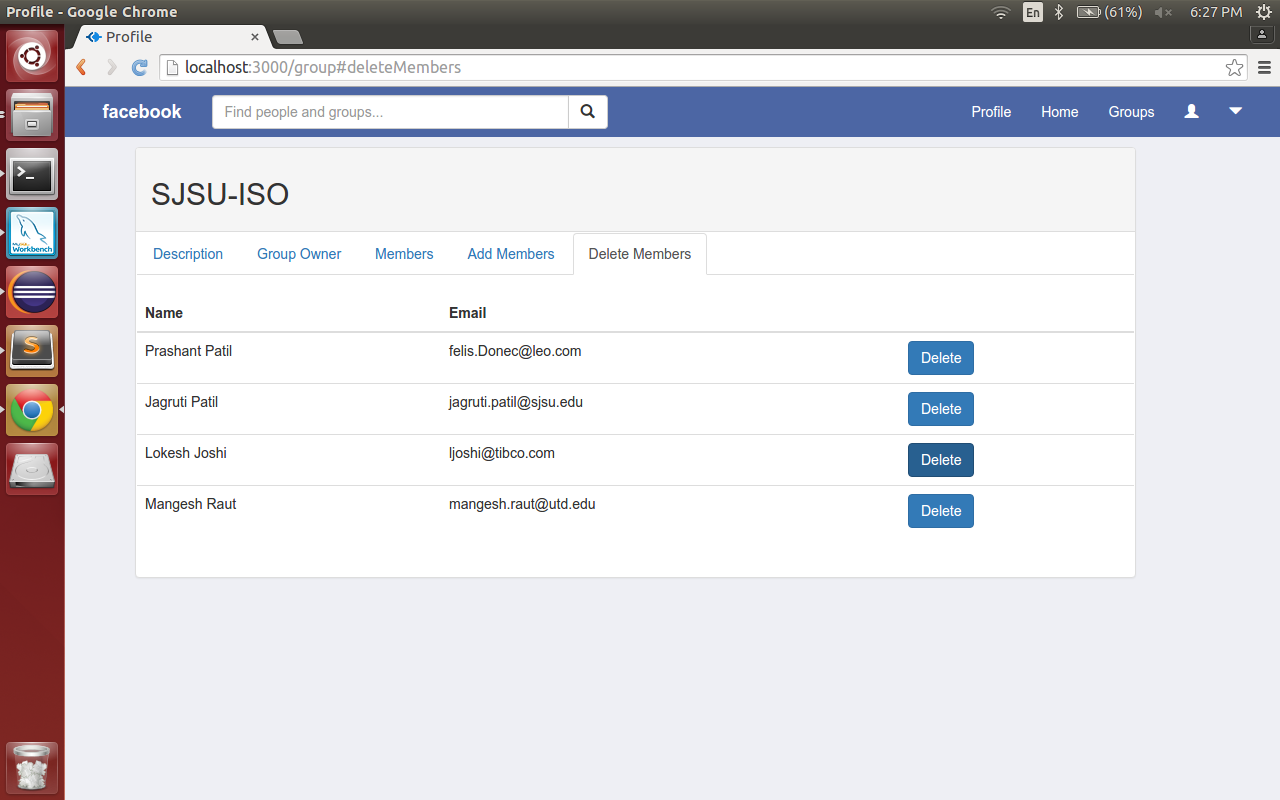 Profile - Google Chrome
En
(61%)
6:27 PM
Profile
localhost:3000/group#deleteMembers
facebook
Find people and groups...
Profile
Home
Groups
SJSU-ISO
Description
Group Owner
Members
Add Members
Delete Members
Name Email
Prashant Patil felis.Donec@leo.com Delete
Jagruti Patil jagruti.patil@sjsu.edu Delete
Lokesh Joshi ljoshi@tibco.com Delete
Mangesh Raut mangesh.raut@utd.edu Delete
Workbench